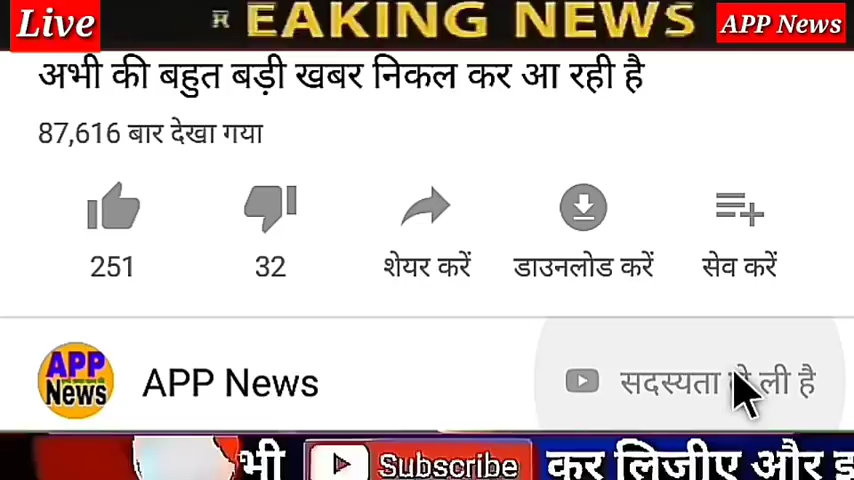 Live
EAKING NEWS
APP News
अभी की बहुत बड़ी खबर निकल कर आ रही है
87,616 बार देखा गया
251
32
शेयर करें
डाउनलोड करें
सेव करें
APP
News
APP News
सदस्यता ली है
भी Subscribe कर लिजीए और